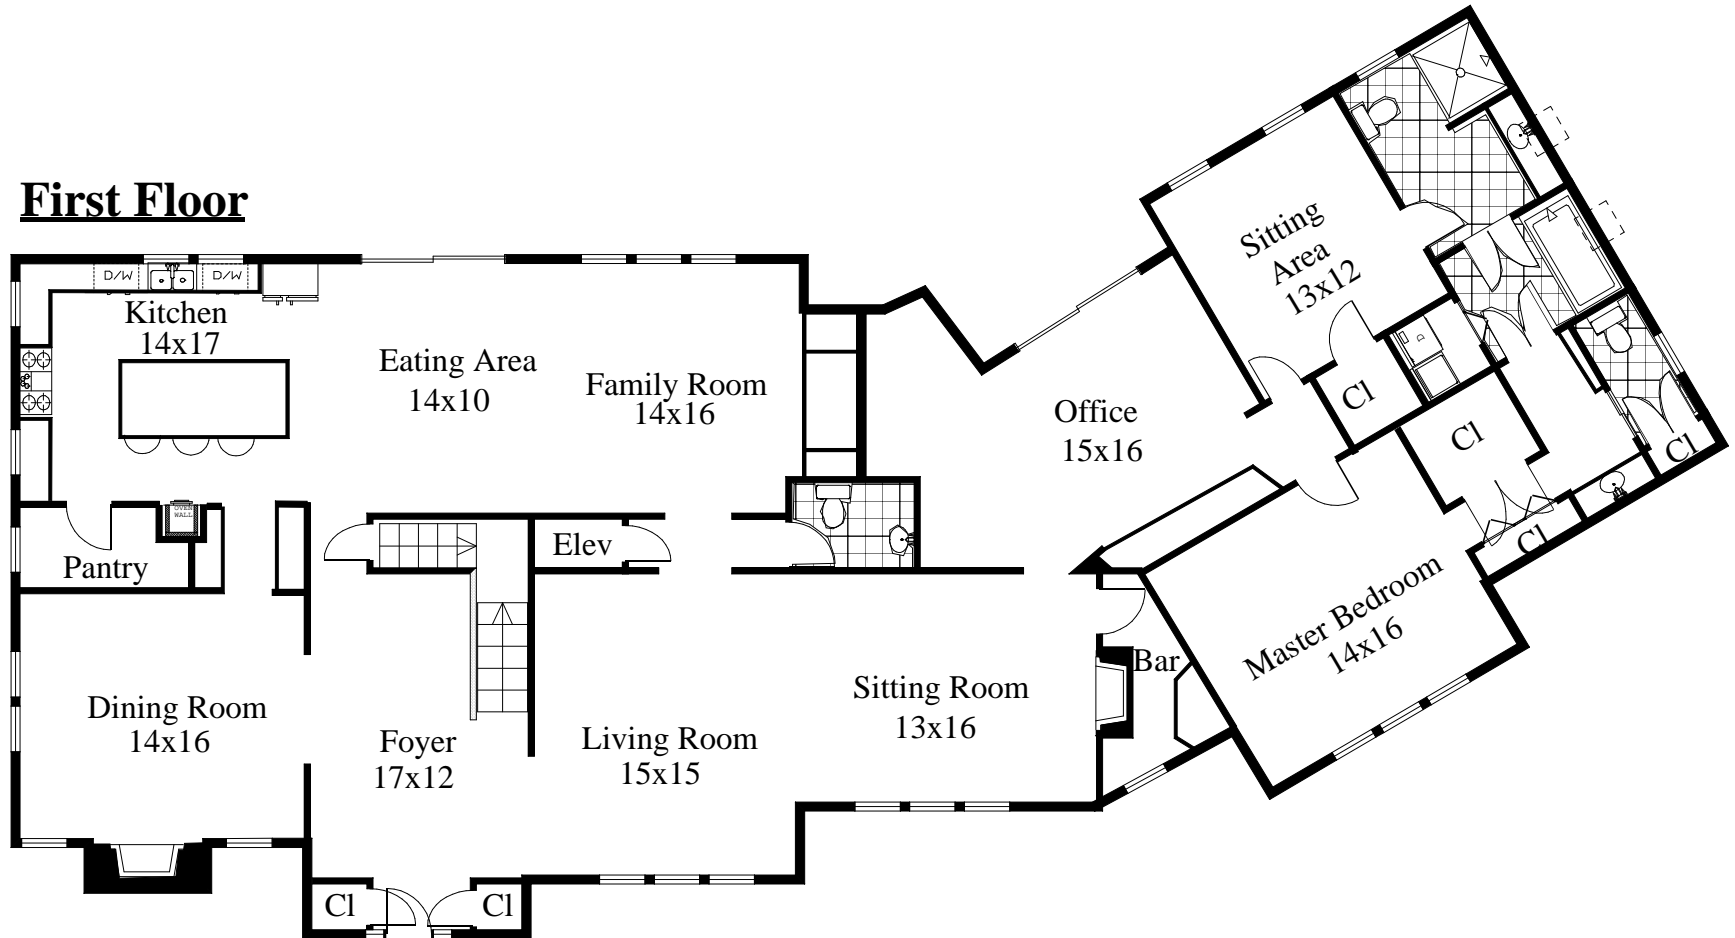 First Floor
D/W
D/W
Kitchen
14x17
Eating Area
14x10
Family Room
14x16
Office
15x16
Sitting
Area
13x12
Cl
D
Cl
Cl
Cl
OVEN
WALL
Pantry
Elev
Master Bedroom
14x16
Bar
Dining Room
14x16
Foyer
17x12
Living Room
15x15
Sitting Room
13x16
Cl
Cl